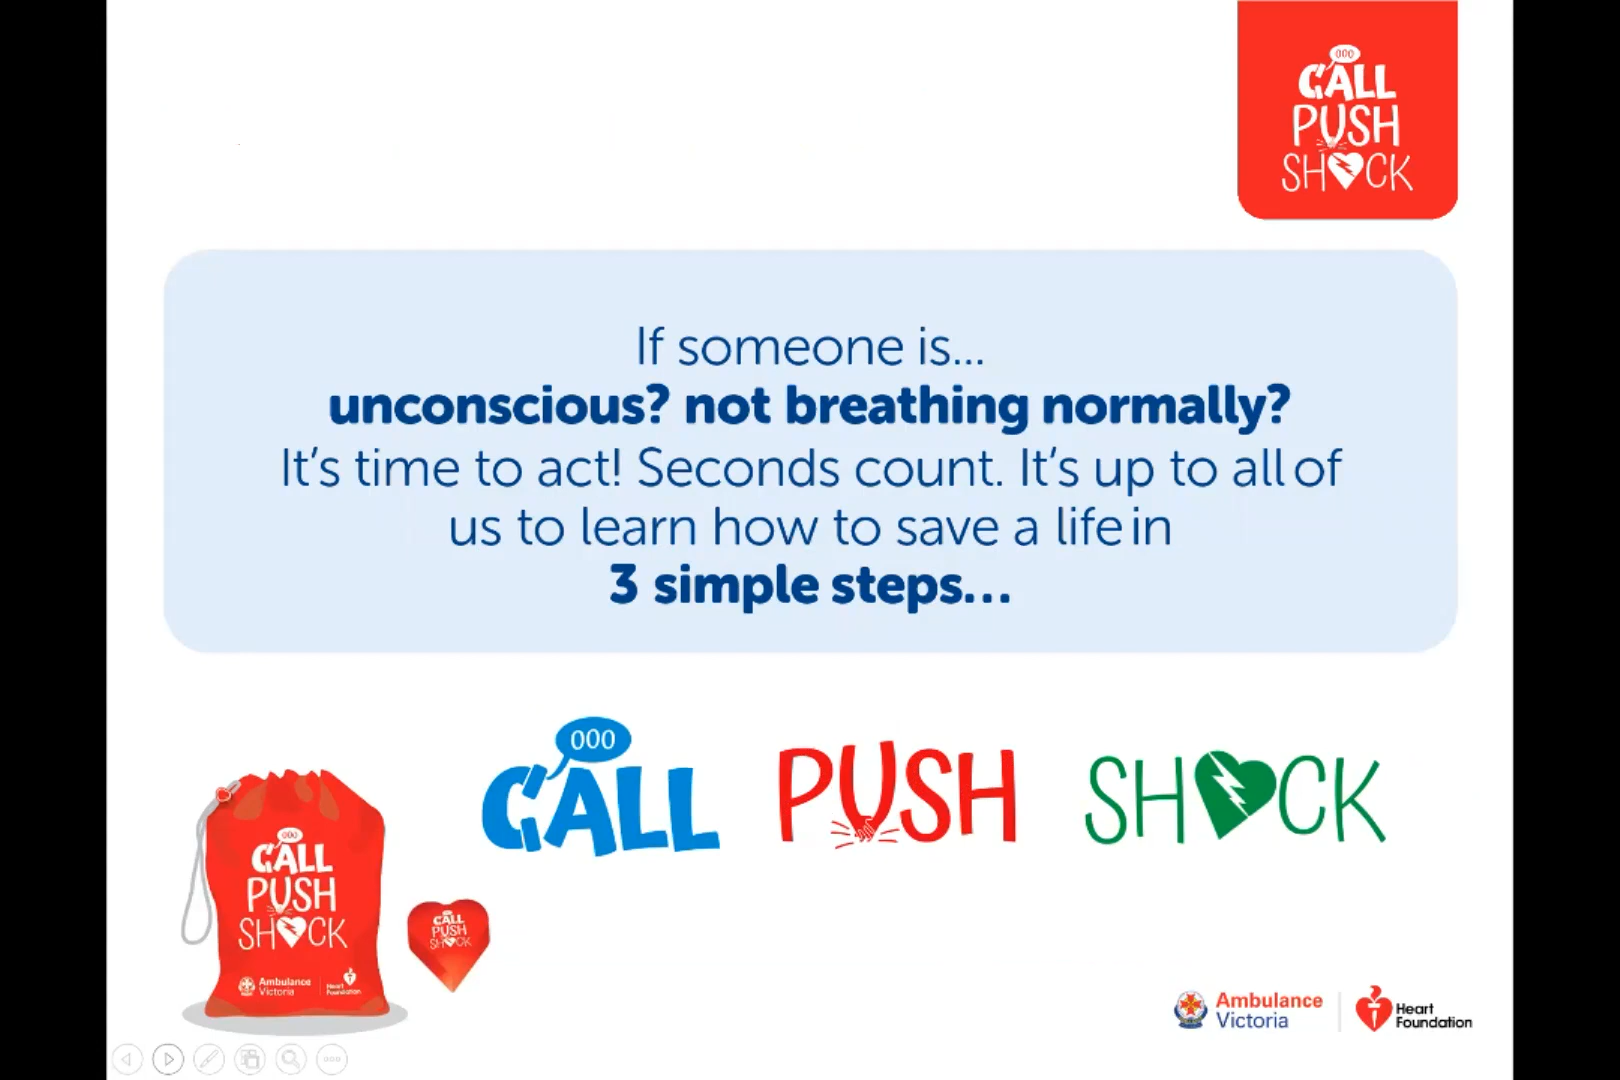 000
CALL
PUSH
SHOCK
If someone is...
unconscious? not breathing normally?
It's time to act! Seconds count. It's up to all of
us to learn how to save a life in
3 simple steps...
000
CALL PUSH SHOCK
000
CALL
PUSH
SHOCK
Ambulance
Victoria
Heart
Foundation
CALL
PUSH
SHOCK
Ambulance
Victoria
Heart
Foundation